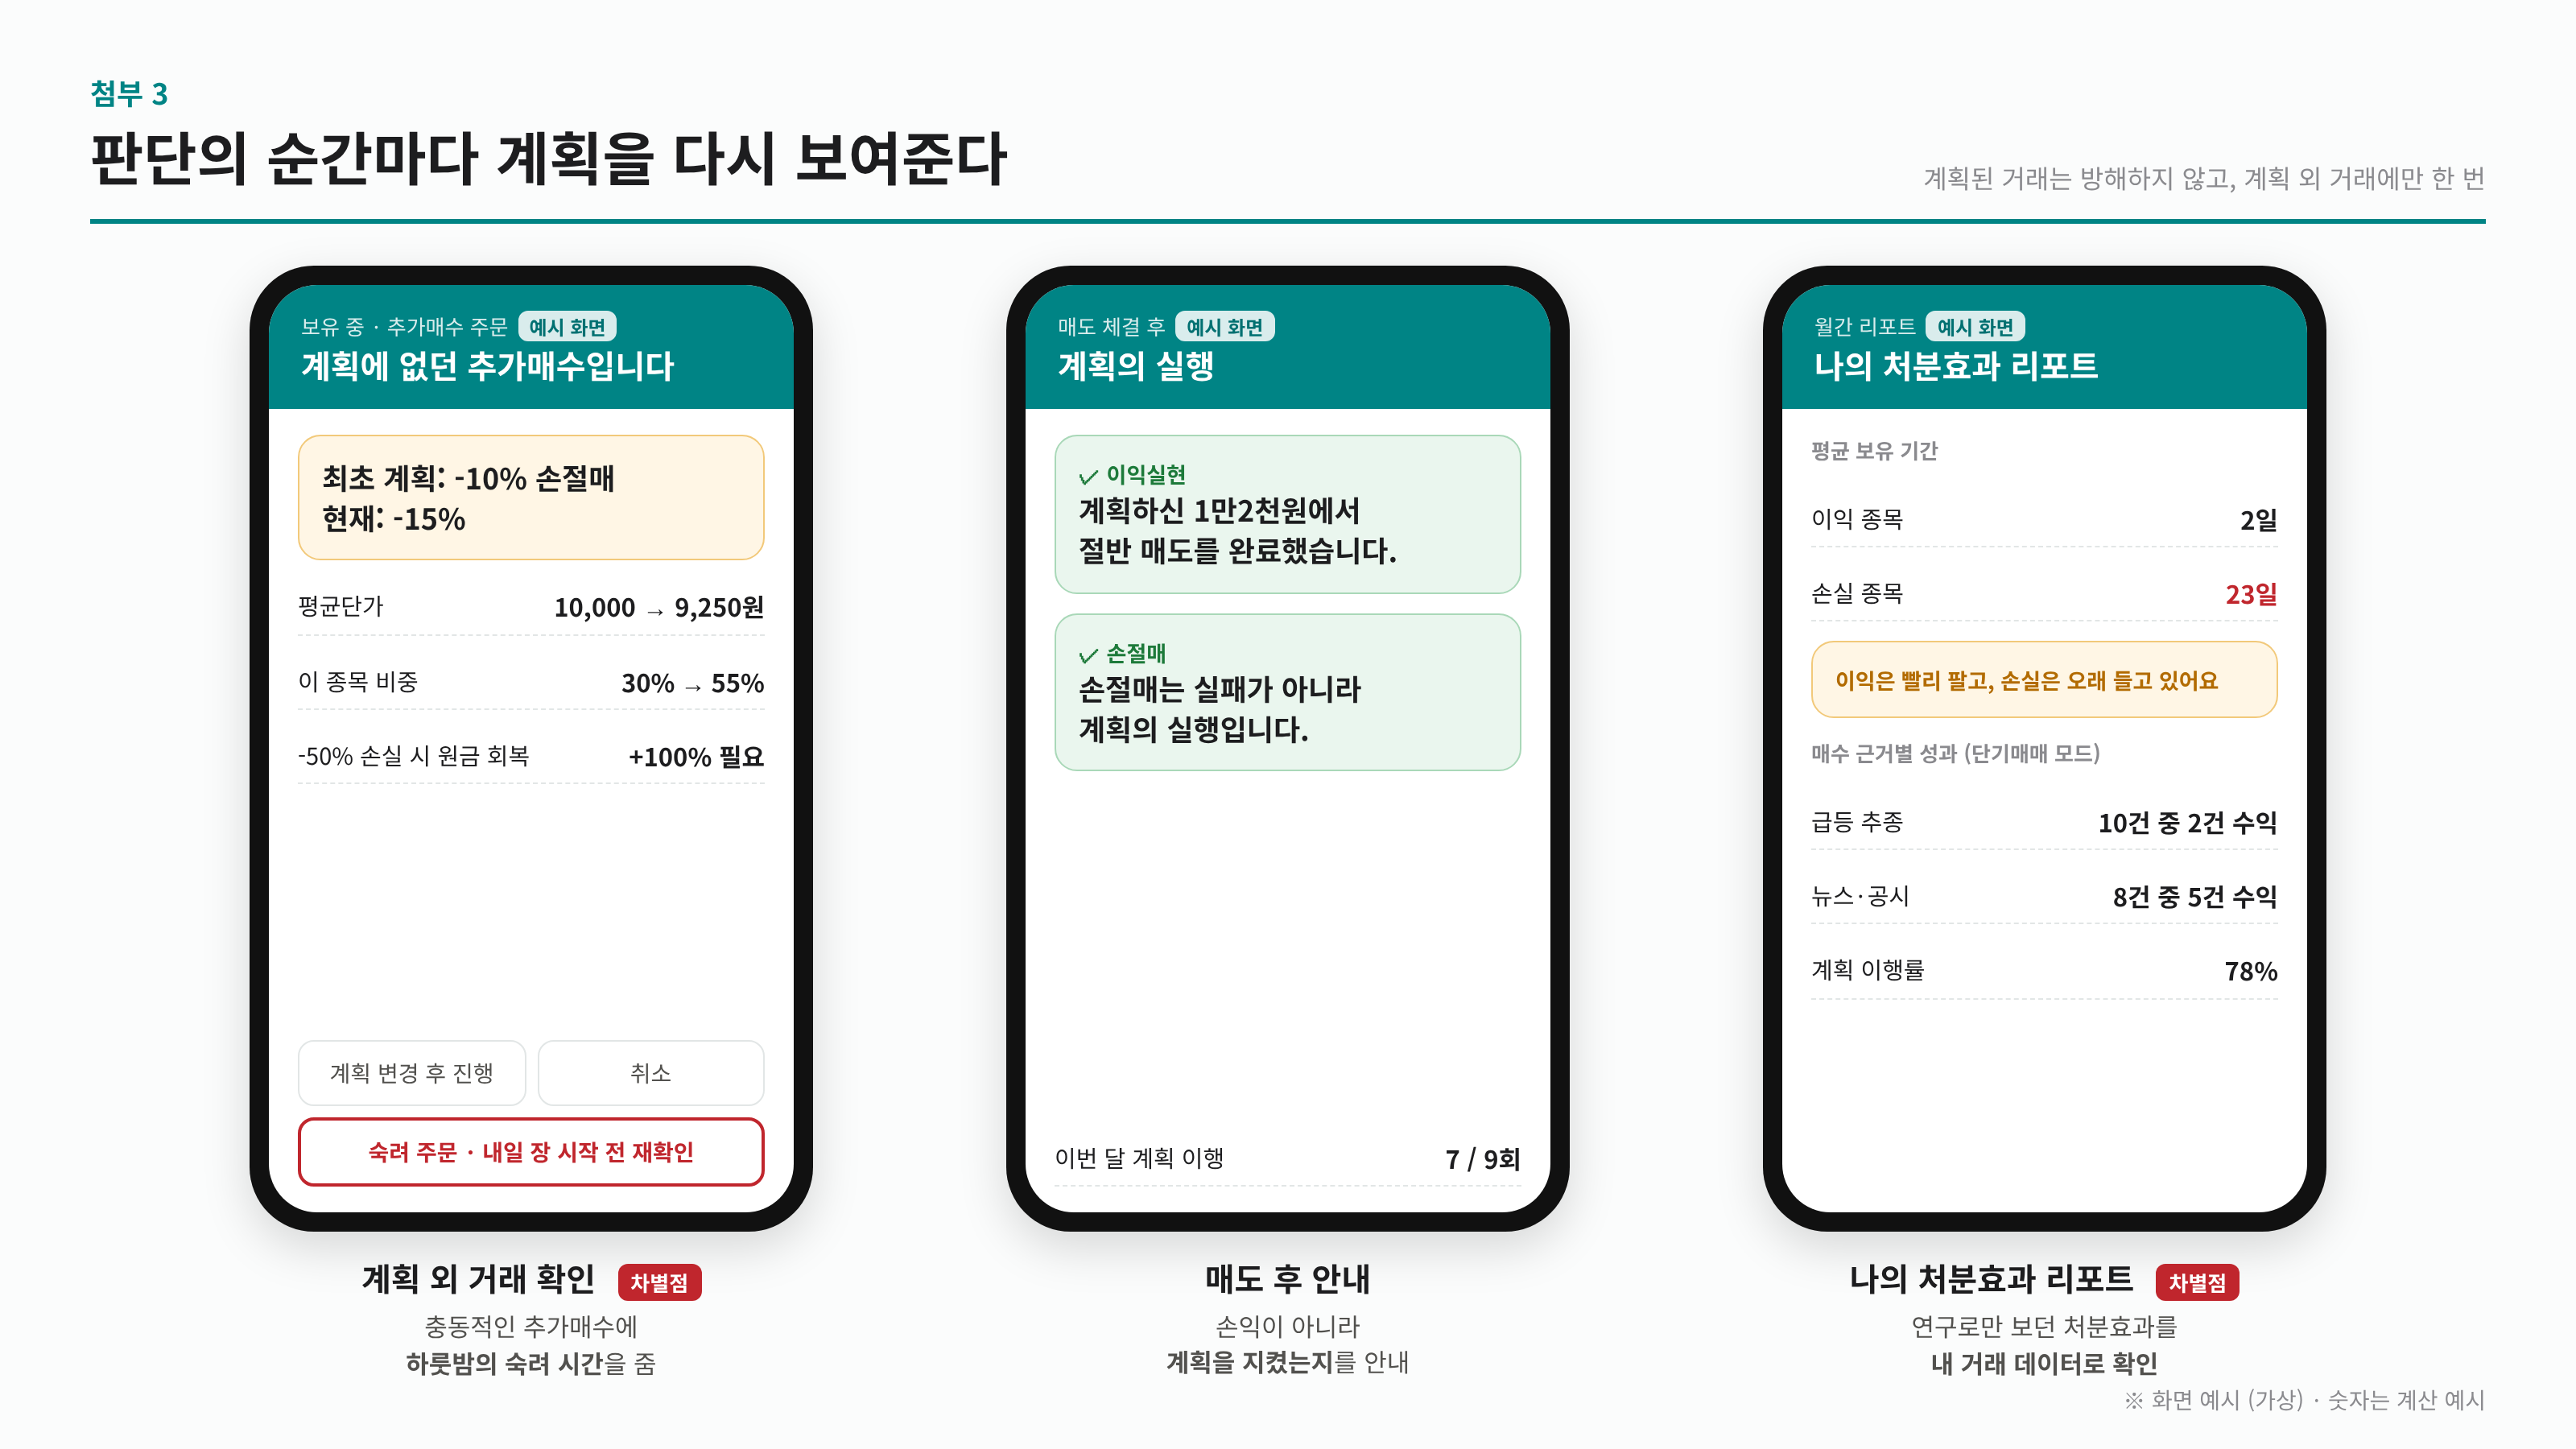 첨부 3
판단의 순간마다 계획을 다시 보여준다
계획된 거래는 방해하지 않고, 계획 외 거래에만 한 번
보유 중 · 추가매수 주문 예시 화면
계획에 없던 추가매수입니다
최초 계획: -10% 손절매
현재: -15%
평균단가 10,000 → 9,250원
이 종목 비중 30% → 55%
-50% 손실 시 원금 회복 +100% 필요
계획 변경 후 진행 취소
숙려 주문 · 내일 장 시작 전 재확인
계획 외 거래 확인 차별점
충동적인 추가매수에
하룻밤의 숙려 시간을 줌
매도 체결 후 예시 화면
계획의 실행
✓ 이익실현
계획하신 1만2천원에서
절반 매도를 완료했습니다.
✓ 손절매
손절매는 실패가 아니라
계획의 실행입니다.
이번 달 계획 이행 7 / 9회
매도 후 안내
손익이 아니라
계획을 지켰는지를 안내
월간 리포트 예시 화면
나의 처분효과 리포트
평균 보유 기간
이익 종목 2일
손실 종목 23일
이익은 빨리 팔고, 손실은 오래 들고 있어요
매수 근거별 성과 (단기매매 모드)
급등 추종 10건 중 2건 수익
뉴스·공시 8건 중 5건 수익
계획 이행률 78%
나의 처분효과 리포트 차별점
연구로만 보던 처분효과를
내 거래 데이터로 확인
※ 화면 예시 (가상) · 숫자는 계산 예시